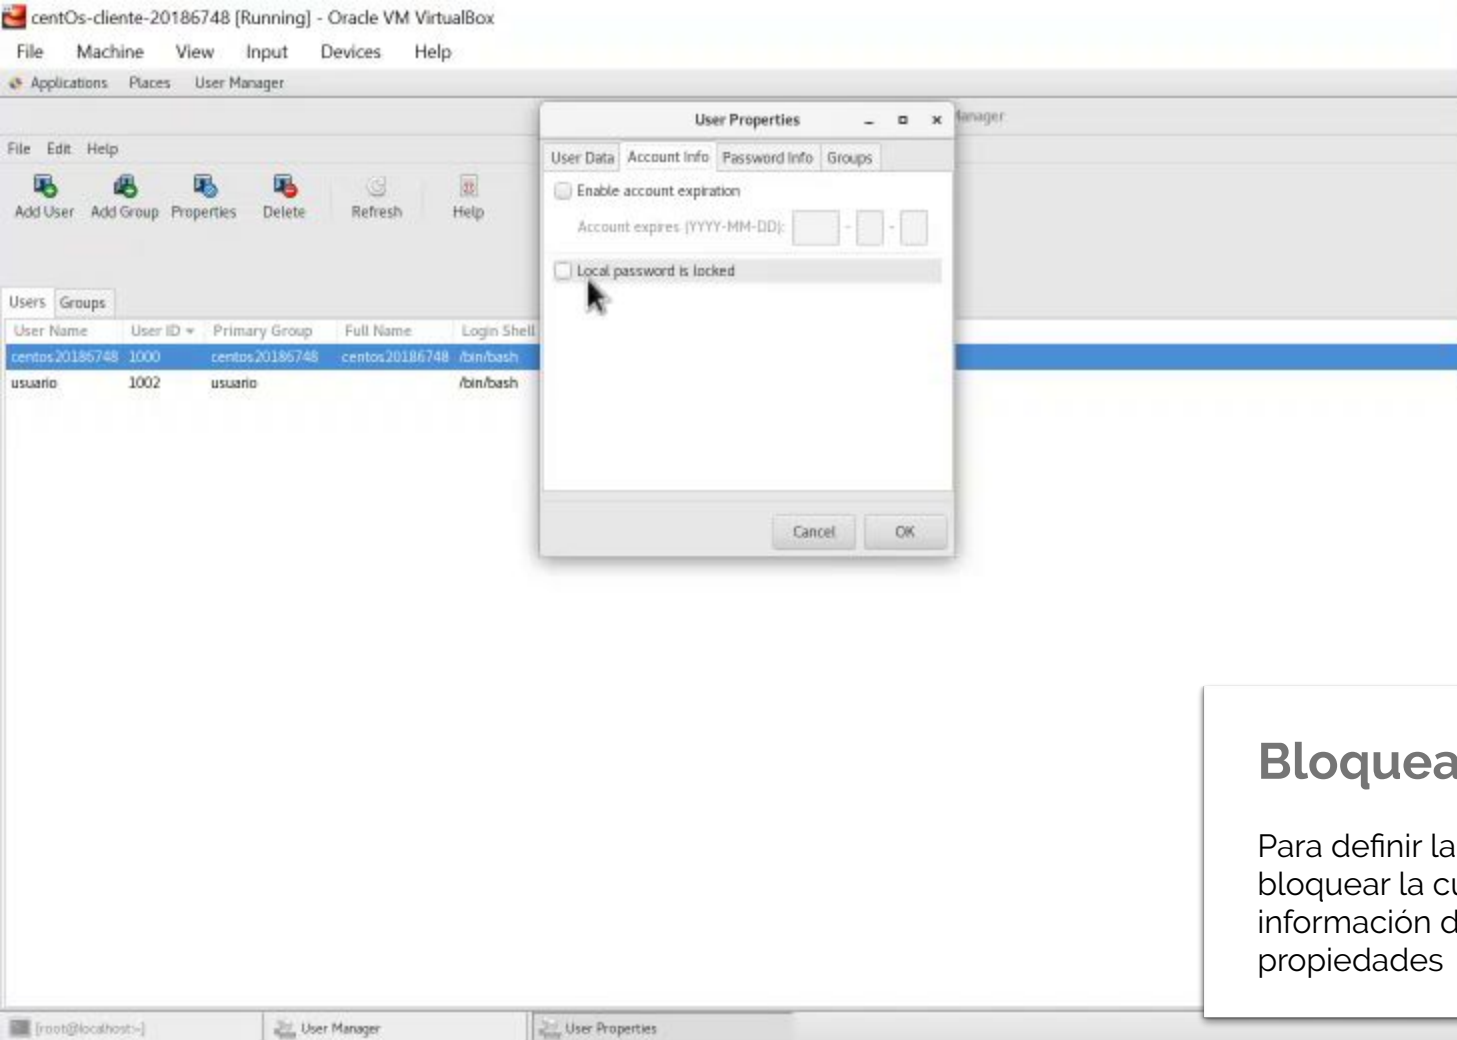 centOs-cliente-20186748 [Running] - Oracle VM VirtualBox
File Machine View Input Devices Help
Applications Places User Manager
User Properties
File Edit Help
User Data Account Info Password Info Groups
Enable account expiration
Add User Add Group Properties Delete Refresh Help
Account expires (YYYY-MM-DD): - -
Local password is locked
Users Groups
User Name User ID Primary Group Full Name Login Shell
centos20186748 1000 centos20186748 centos20186748 /bin/bash
usuario 1002 usuario /bin/bash
Cancel OK
Bloquea
Para definir la
bloquear la cu
información d
propiedades
[root@localhost:~] User Manager User Properties